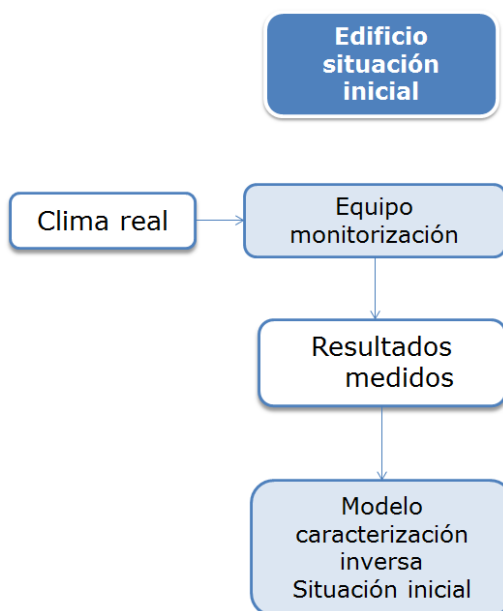 Edificio
situación
inicial
Clima real
Equipo
monitorización
Resultados
medidos
Modelo
caracterización
inversa
Situación inicial